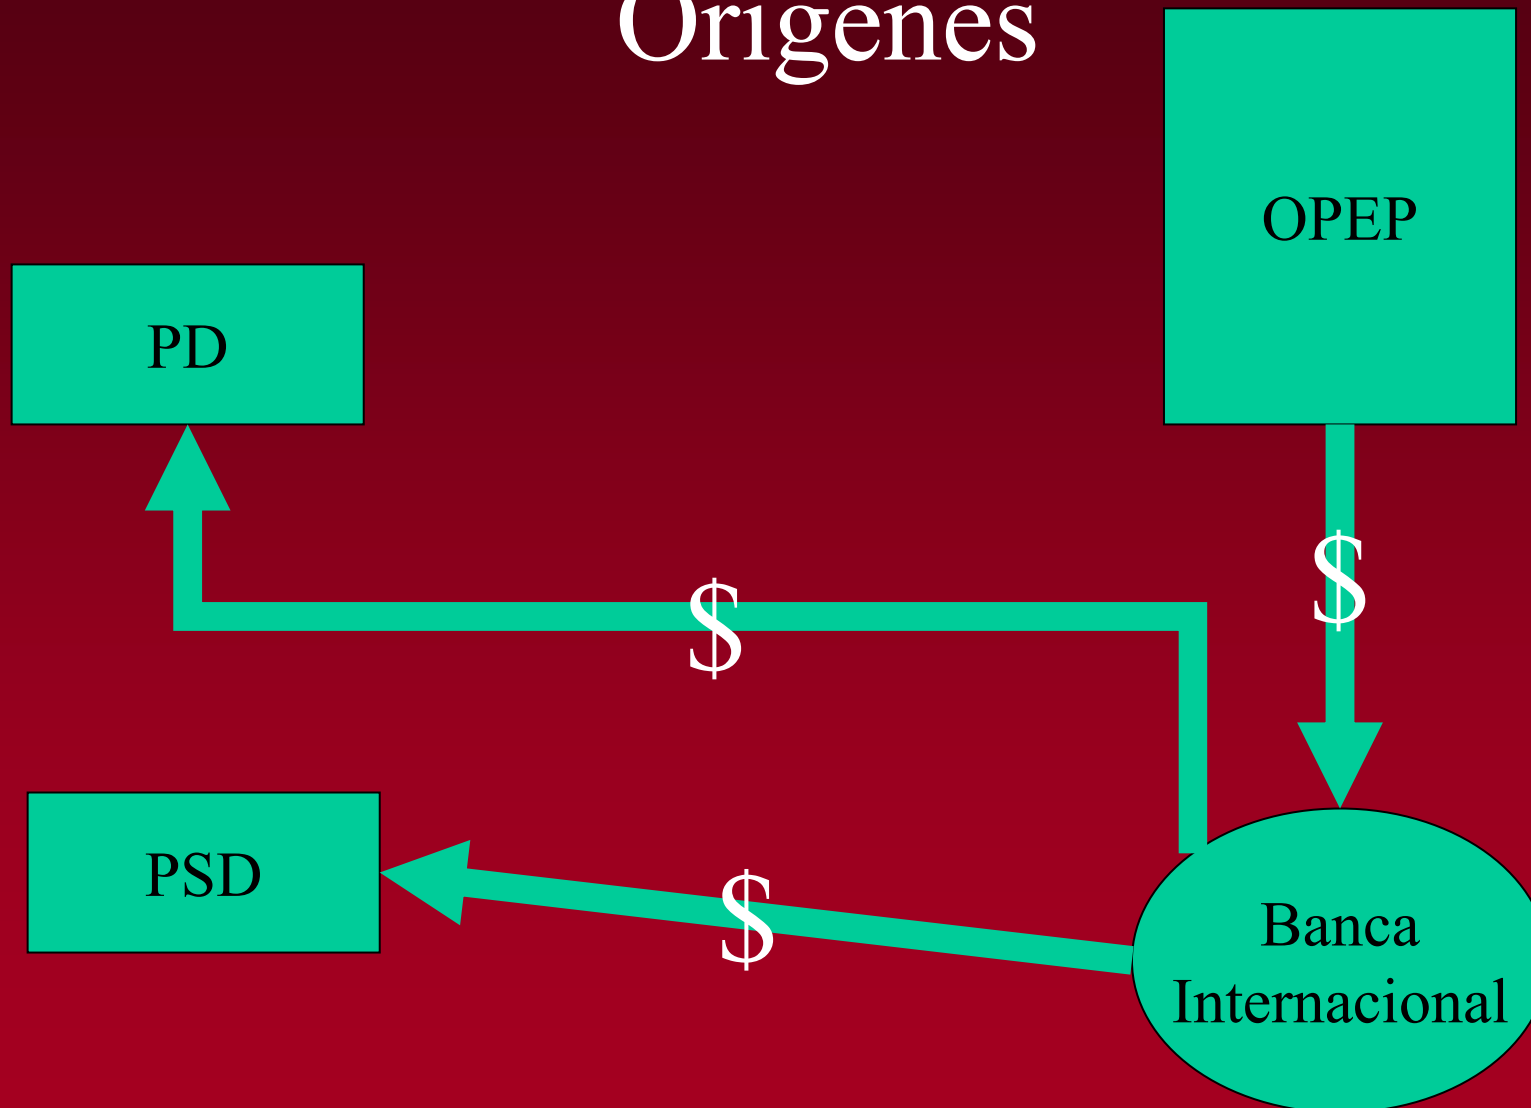 Orígenes
OPEP
PD
$
$
PSD
$
Banca
Internacional